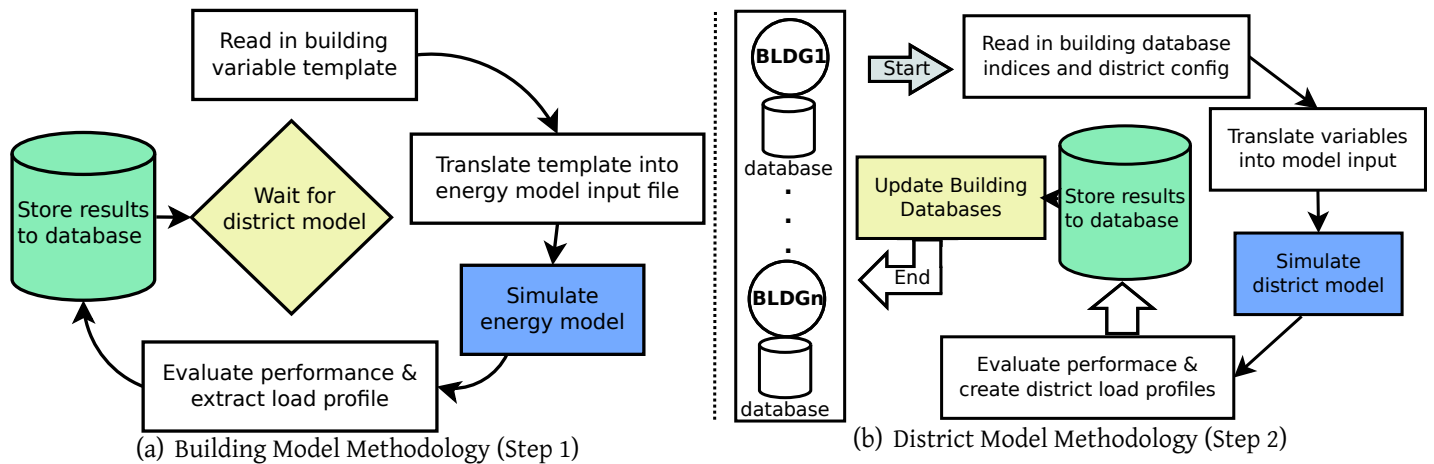 Read in building
variable template
Translate template into
energy model input file
Simulate
energy model
Evaluate performance &
extract load profile
Store results
to database
Wait for
district model
(a) Building Model Methodology (Step 1)
BLDG1
database
.
.
.
.
BLDGn
database
Start
Read in building database
indices and district config
Translate variables
into model input
Simulate
district model
Evaluate performace &
create district load profiles
Store results
to database
Update Building
Databases
End
(b) District Model Methodology (Step 2)